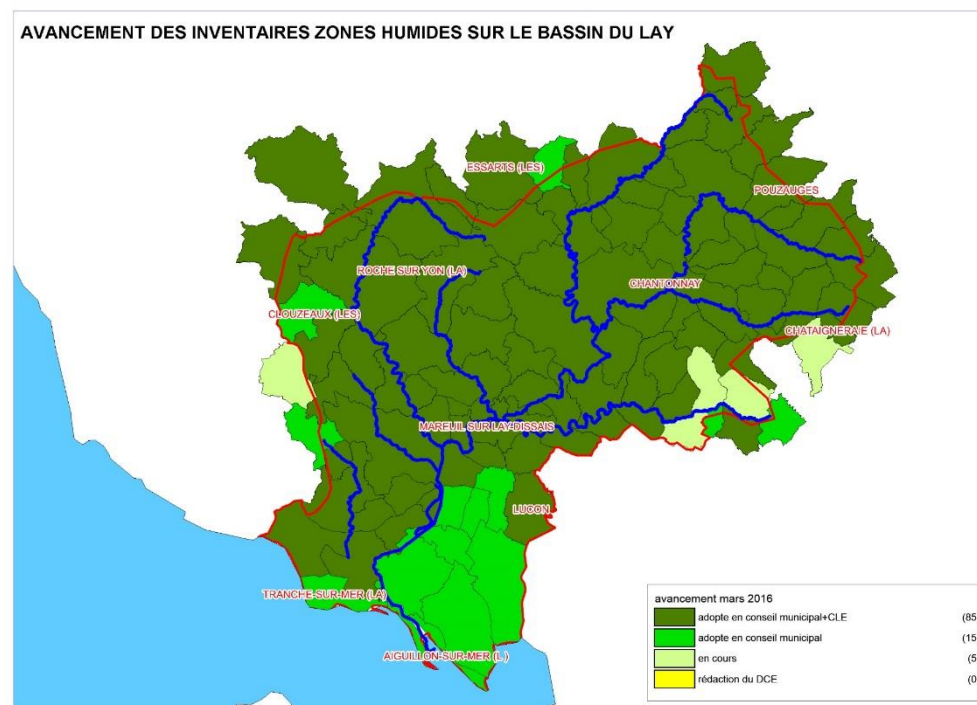 AVANCEMENT DES INVENTAIRES ZONES HUMIDES SUR LE BASSIN DU LAY
ESSARTS (LES)
POUZAUGES
ROCHE SUR YON (LA)
CHANTONNAY
CLOUZEAUX (LES)
CHATAIGNERAIE (LA)
MAREUIL SUR LAY-DISSAIS
LUCON
TRANCHE-SUR-MER (LA)
AIGUILLON-SUR-MER (L')
avancement mars 2016
adopte en conseil municipal+CLE (85
adopte en conseil municipal (15
en cours (5
rédaction du DCE (0